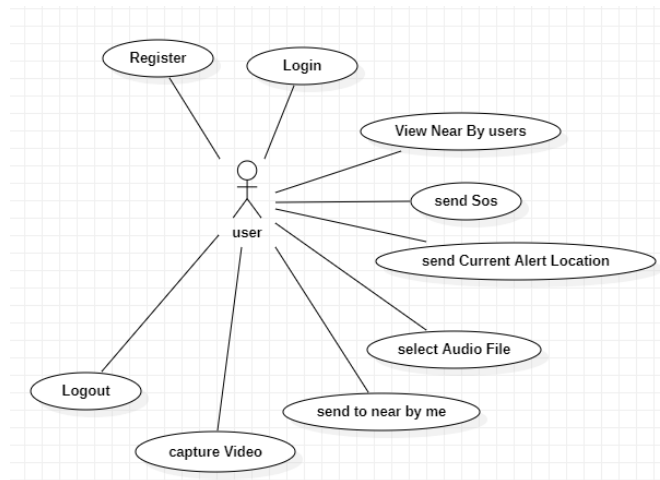 Register
Login
View Near By users
send Sos
user
send Current Alert Location
select Audio File
Logout
send to near by me
capture Video